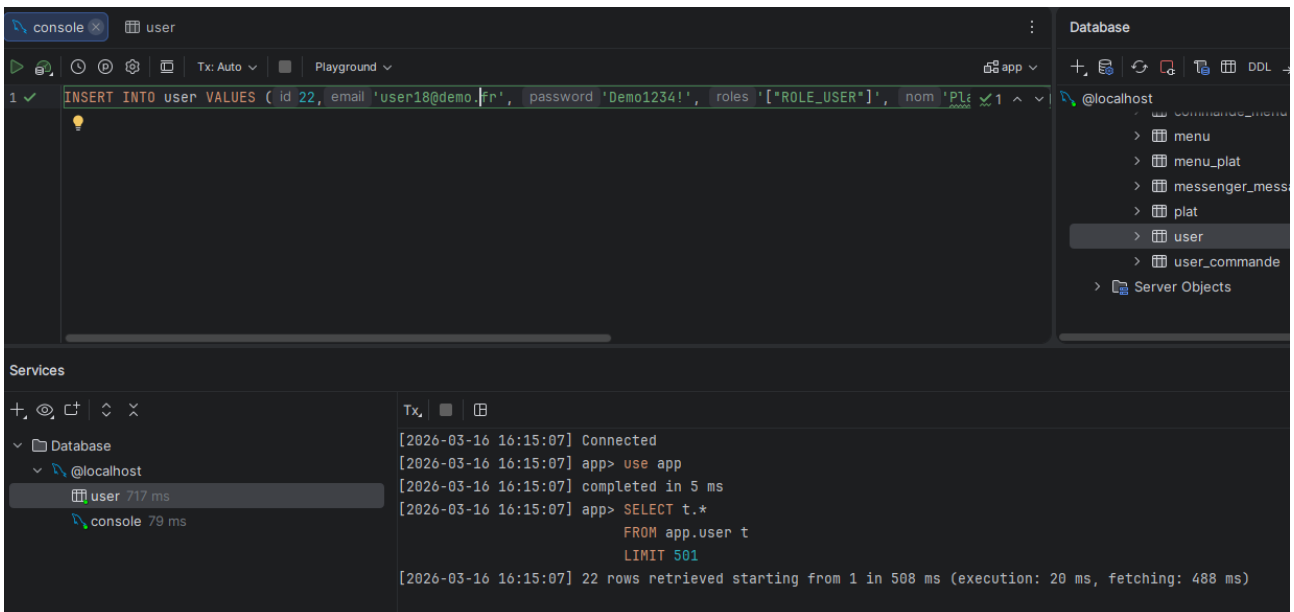 console
user
Database
Tx: Auto
Playground
app
DDL
1
INSERT INTO user VALUES ( id 22, email 'user18@demo.fr', password 'Demo1234!', roles '["ROLE_USER"]', nom 'Pla
1
@localhost
commande_menu
menu
menu_plat
messenger_messa
plat
user
user_commande
Server Objects
Services
Tx
Database
@localhost
user 717 ms
console 79 ms
[2026-03-16 16:15:07] Connected
[2026-03-16 16:15:07] app> use app
[2026-03-16 16:15:07] completed in 5 ms
[2026-03-16 16:15:07] app> SELECT t.*
FROM app.user t
LIMIT 501
[2026-03-16 16:15:07] 22 rows retrieved starting from 1 in 508 ms (execution: 20 ms, fetching: 488 ms)